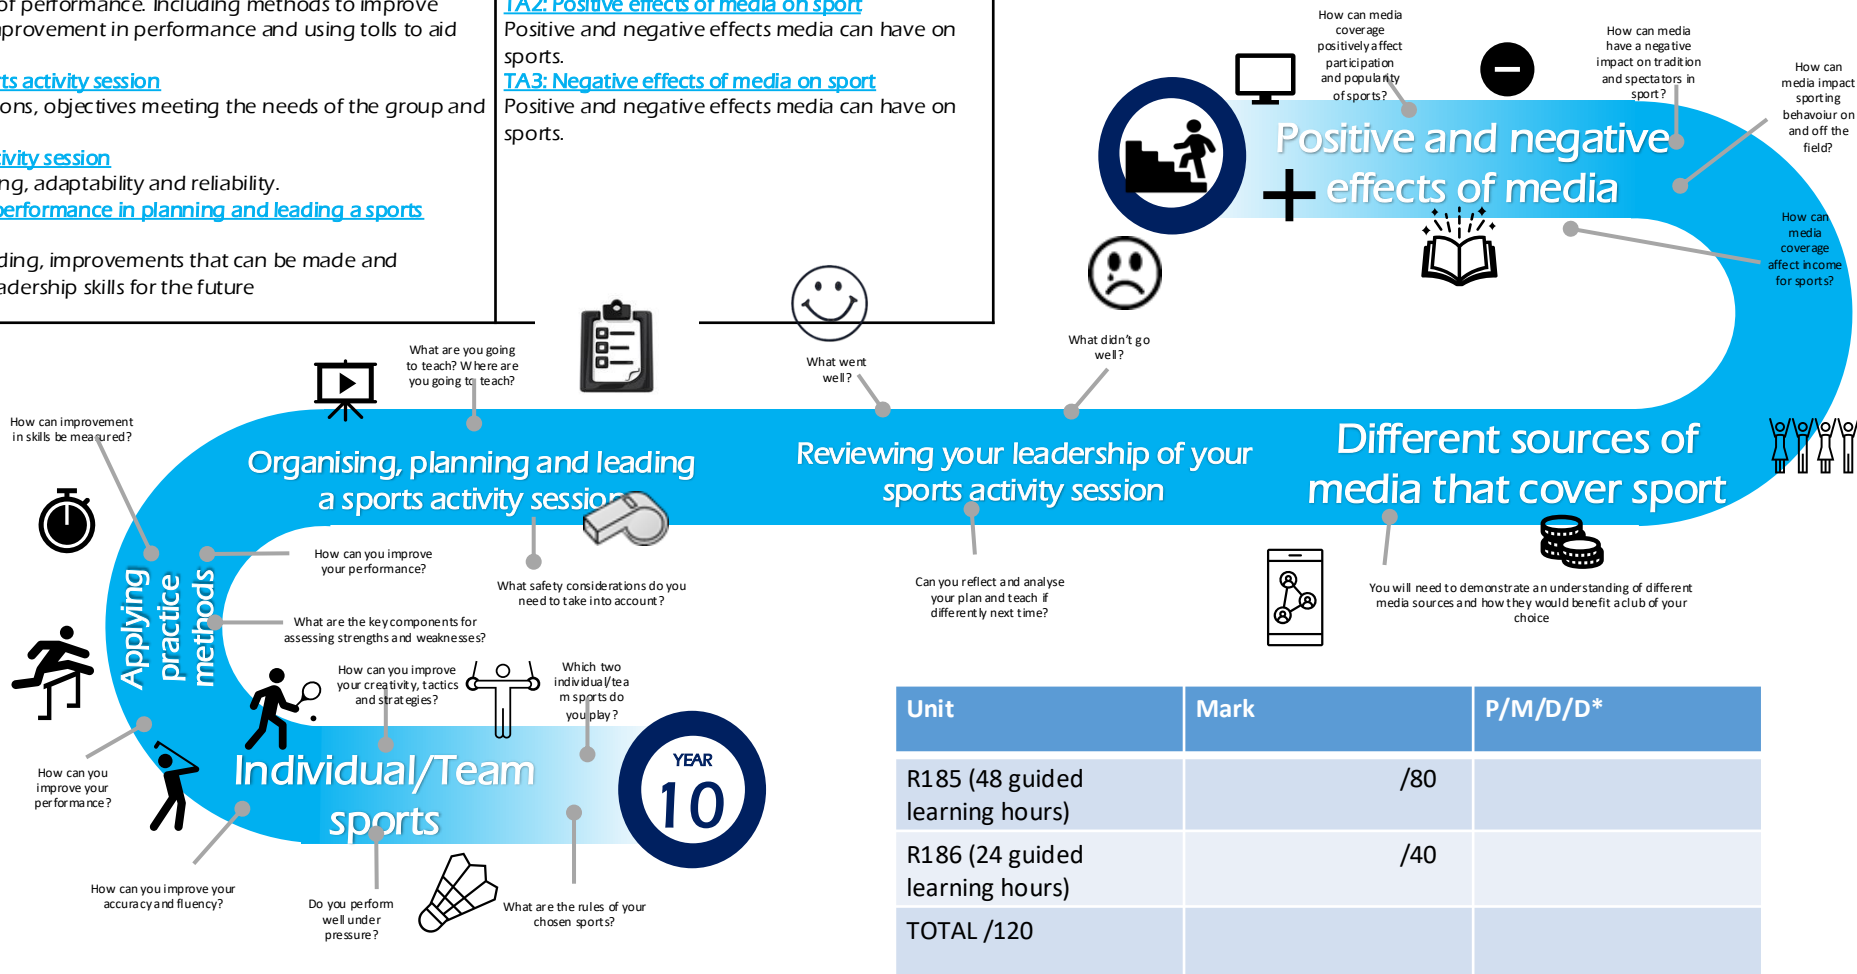 of performance. Including methods to improve
provement in performance and using tolls to aid
rts activity session
ons, objectives meeting the needs of the group and
ivity session
ng, adaptability and reliability.
performance in planning and leading a sports
ding, improvements that can be made and
adership skills for the future
TA2: Positive effects of media on sport
Positive and negative effects media can have on
sports.
TA3: Negative effects of media on sport
Positive and negative effects media can have on
sports.
How can media
coverage
positively affect
participation
and popularity
of sports?
How can media
have a negative
impact on tradition
and spectators in
sport?
How can
media impact
sporting
behavoiur on
and off the
field?
Positive and negative
effects of media
How can
media
coverage
affect income
for sports?
What are you going
to teach? Where are
you going to teach?
What went
well?
What didn't go
well?
How can improvement
in skills be measured?
Organising, planning and leading
a sports activity session
Reviewing your leadership of your
sports activity session
Different sources of
media that cover sport
How can you improve
your performance?
What safety considerations do you
need to take into account?
Can you reflect and analyse
your plan and teach if
differently next time?
You will need to demonstrate an understanding of different
media sources and how they would benefit a club of your
choice
Applying
practice
methods
What are the key components for
assessing strengths and weaknesses?
How can you improve
your creativity, tactics
and strategies?
Which two
individual/tea
m sports do
you play?
How can you
improve your
performance?
Individual/Team
sports
YEAR
10
How can you improve your
accuracy and fluency?
Do you perform
well under
pressure?
What are the rules of your
chosen sports?
Unit Mark P/M/D/D*
R185 (48 guided
learning hours)
/80
R186 (24 guided
learning hours)
/40
TOTAL /120